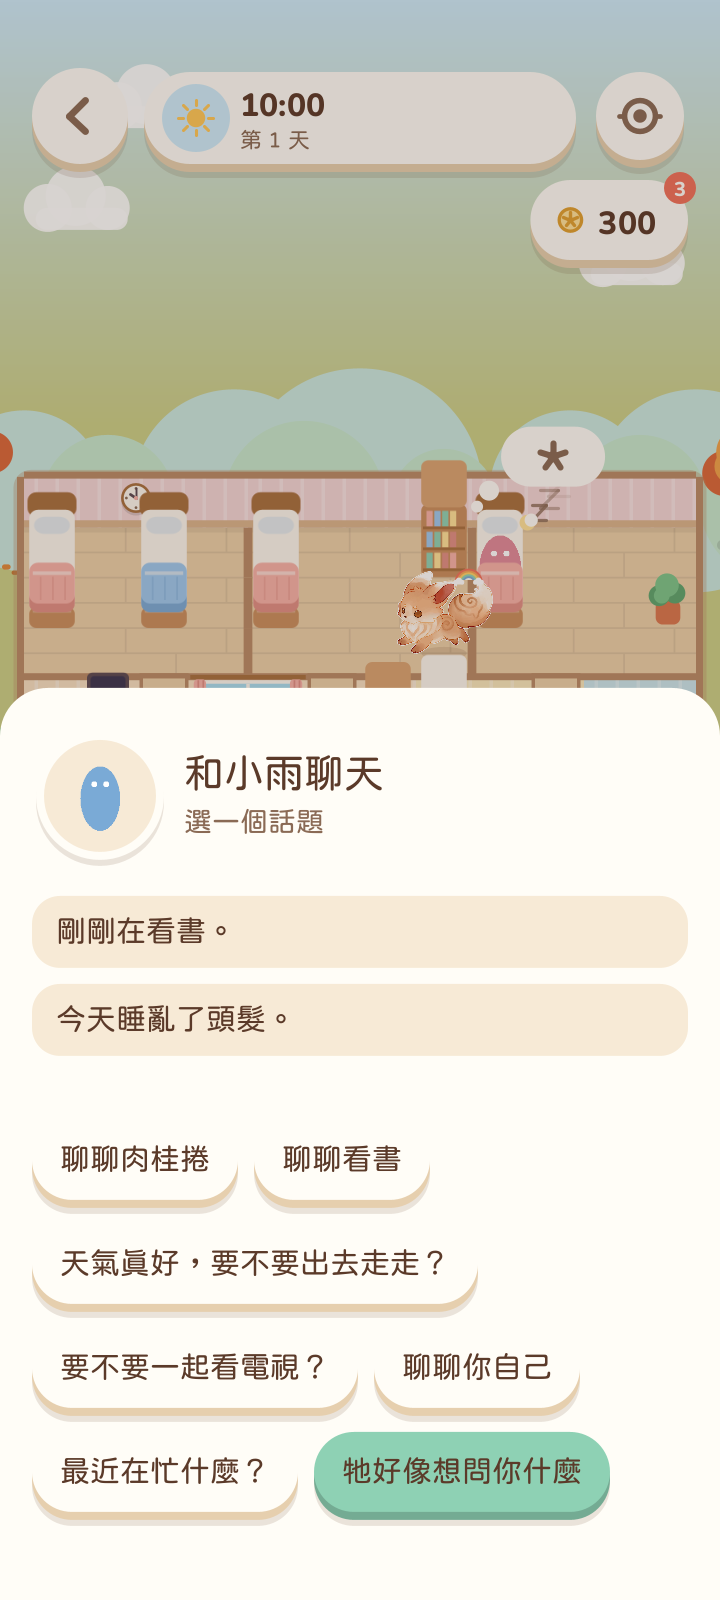 10:00
第 1 天
3
300
和小雨聊天
選一個話題
剛剛在看書。
今天睡亂了頭髮。
聊聊肉桂捲
聊聊看書
天氣真好，要不要出去走走？
要不要一起看電視？
聊聊你自己
最近在忙什麼？
牠好像想問你什麼